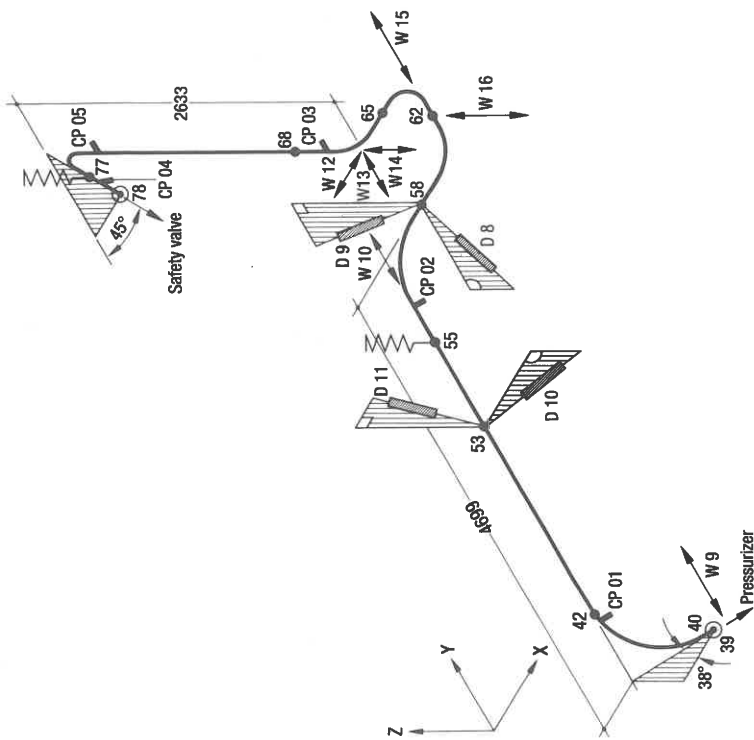 2633
CP 05
77
CP 04
78
45°
Safety valve
68
CP 03
W 15
65
62
W 16
W 12
W13
W14
58
D 9
W 10
D 8
CP 02
55
D 11
53
D 10
4699
42
CP 01
W 9
40
39
Pressurizer
38°
Z
Y
X